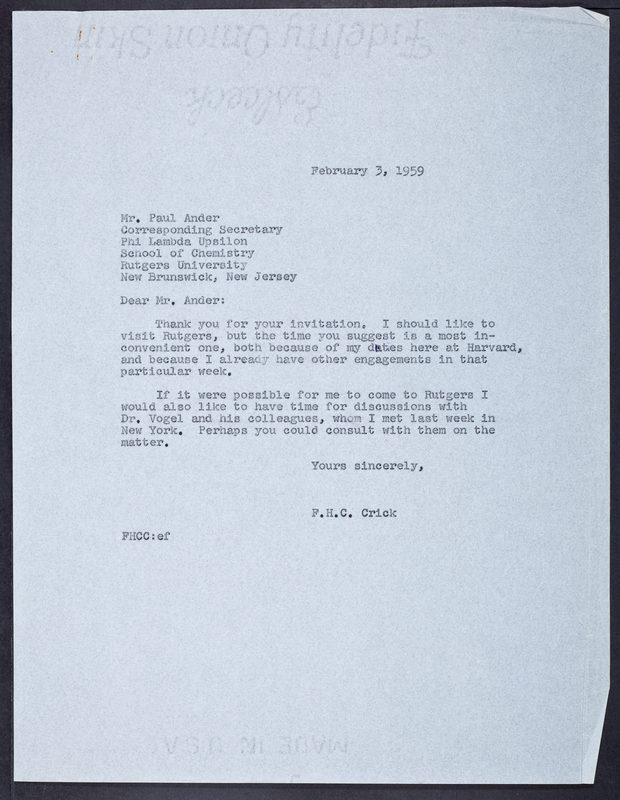 Fidelity Onion Skin
February 3, 1959
Mr. Paul Ander
Corresponding Secretary
Phi Lambda Upsilon
School of Chemistry
Rutgers University
New Brunswick, New Jersey
Dear Mr. Ander:
Thank you for your invitation. I should like to
visit Rutgers, but the time you suggest is a most in-
convenient one, both because of my dates here at Harvard,
and because I already have other engagements in that
particular week.
If it were possible for me to come to Rutgers I
would also like to have time for discussions with
Dr. Vogel and his colleagues, whom I met last week in
New York. Perhaps you could consult with them on the
matter.
Yours sincerely,
F.H.C. Crick
FHCC:ef
MADE IN U.S.A.